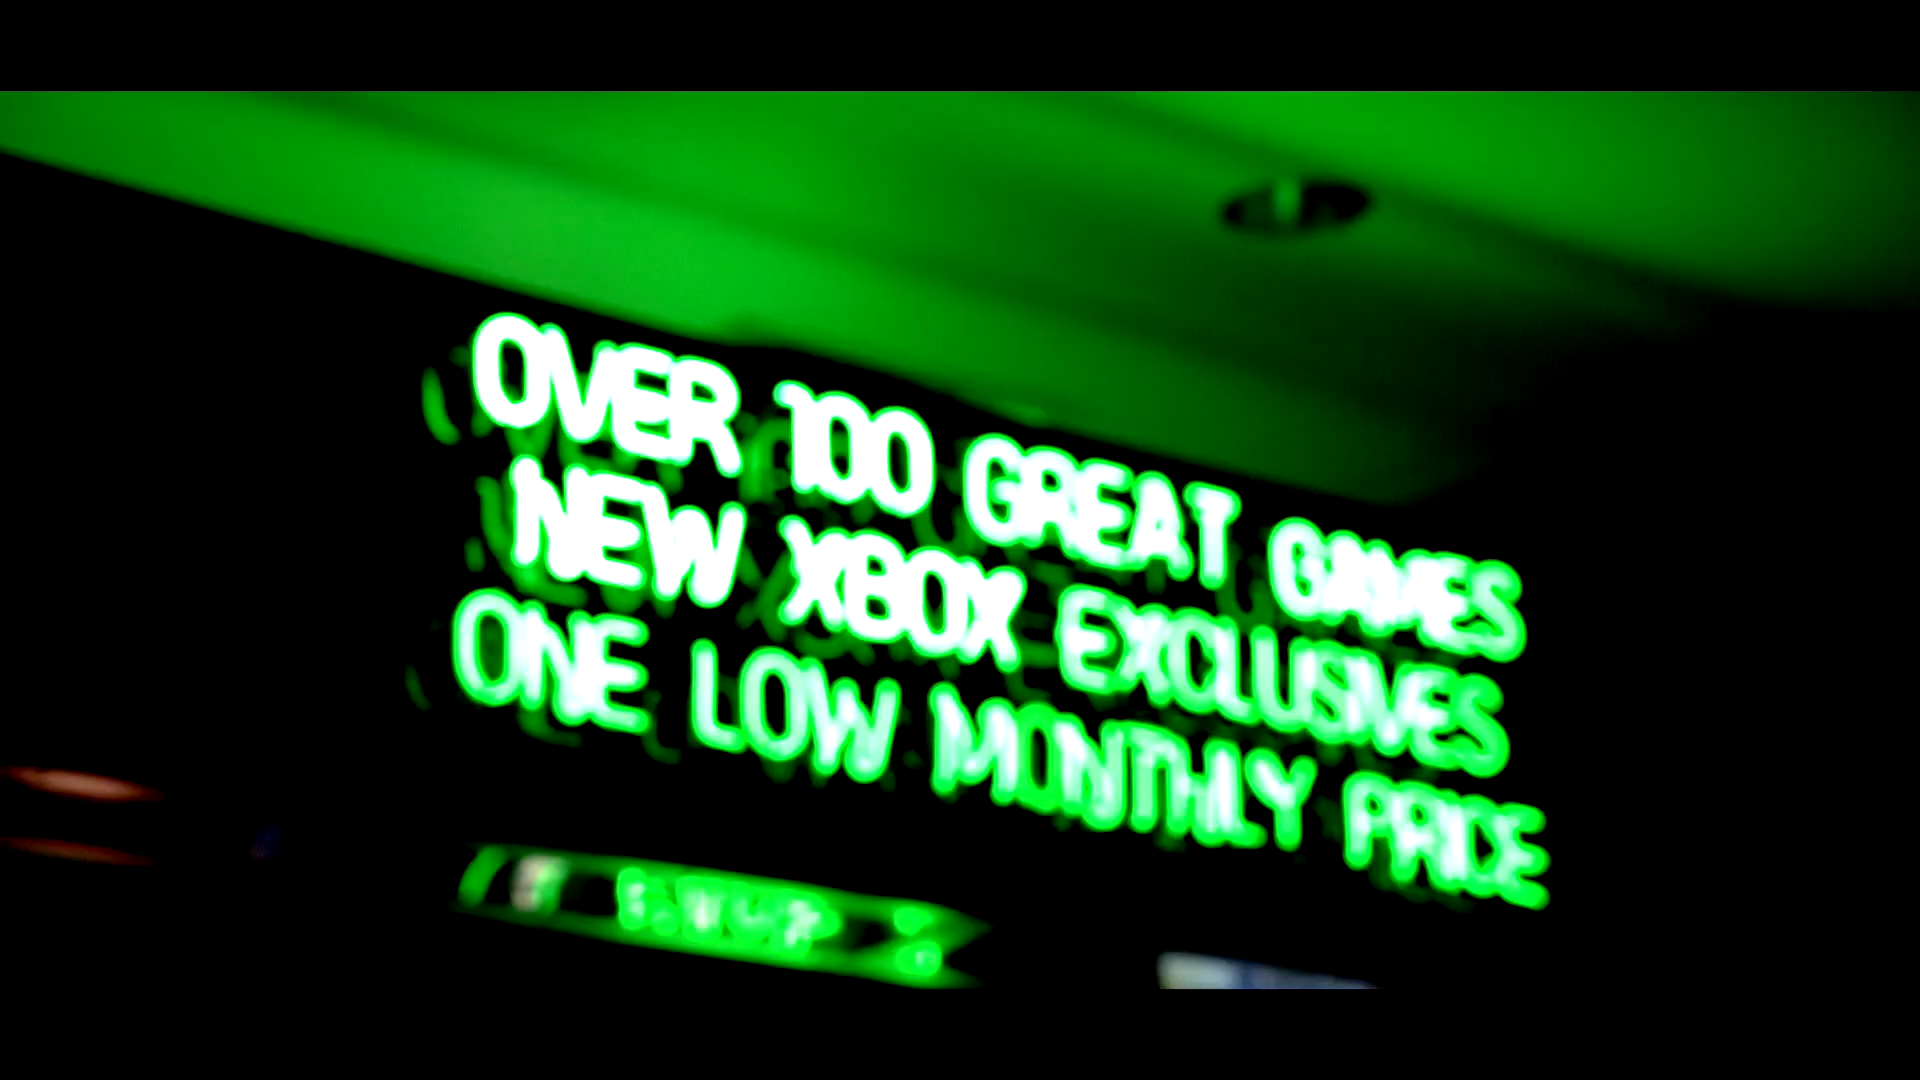 OVER 100 GREAT GAMES
NEW XBOX EXCLUSIVES
ONE LOW MONTHLY PRICE